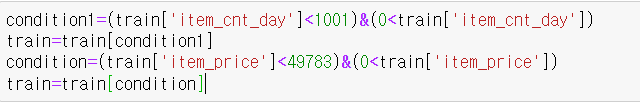 condition1=(train['item_cnt_day']<1001)&(0<train['item_cnt_day'])
train=train[condition1]
condition=(train['item_price']<49783)&(0<train['item_price'])
train=train[condition]